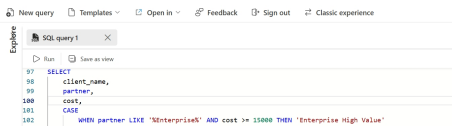 New query Templates Open in Feedback Sign out Classic experience
Explore
SQL query 1
Run Save as view
97 SELECT
98 client_name,
99 partner,
100 cost,
101 CASE
102 WHEN partner LIKE '%Enterprise%' AND cost >= 15000 THEN 'Enterprise High Value'